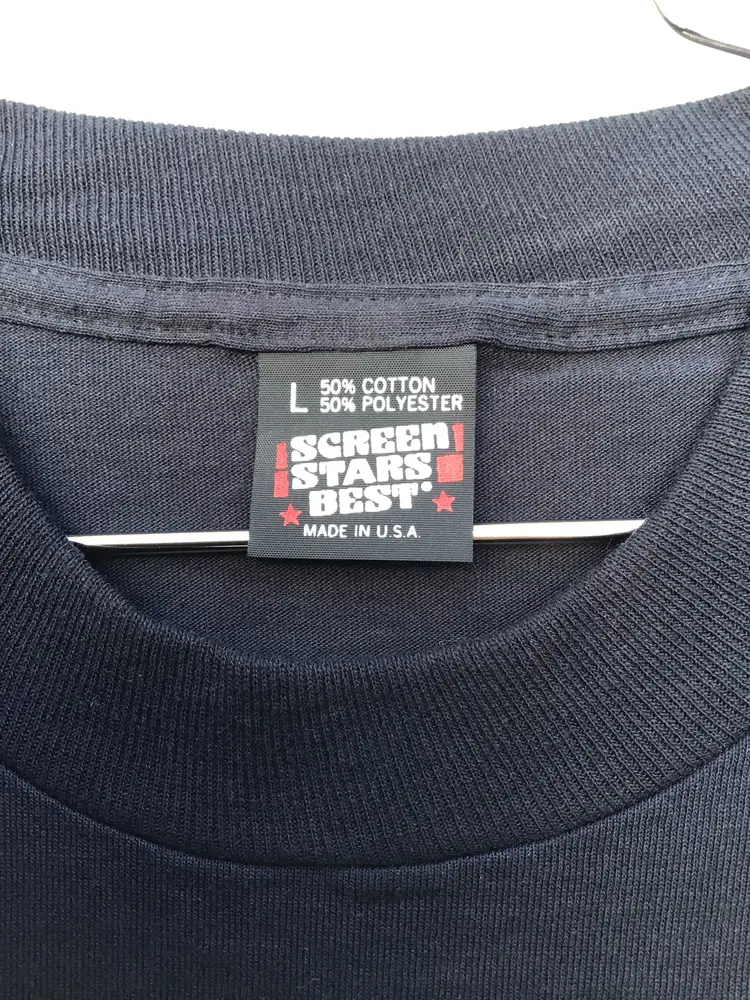 L 50% COTTON
50% POLYESTER
SCREEN
STARS
BEST®
MADE IN U.S.A.